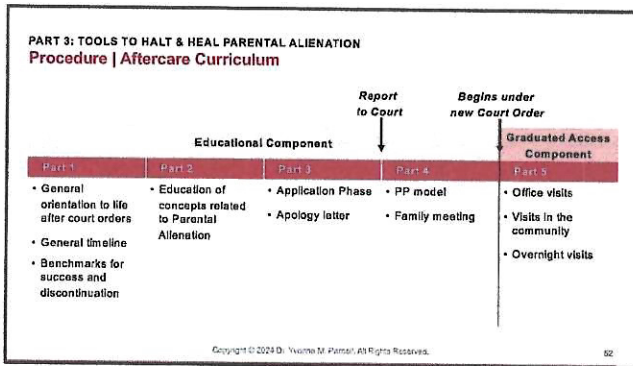 PART 3: TOOLS TO HALT & HEAL PARENTAL ALIENATION
Procedure | Aftercare Curriculum
Report
to Court
Begins under
new Court Order
Educational Component
Graduated Access
Component
Part 1
Part 2
Part 3
Part 4
Part 5
• General
orientation to life
after court orders
• General timeline
• Benchmarks for
success and
discontinuation
• Education of
concepts related
to Parental
Alienation
• Application Phase
• Apology letter
• PP model
• Family meeting
• Office visits
• Visits in the
community
• Overnight visits
Copyright © 2024 Dr. Yvonne M. Parnell. All Rights Reserved.
52